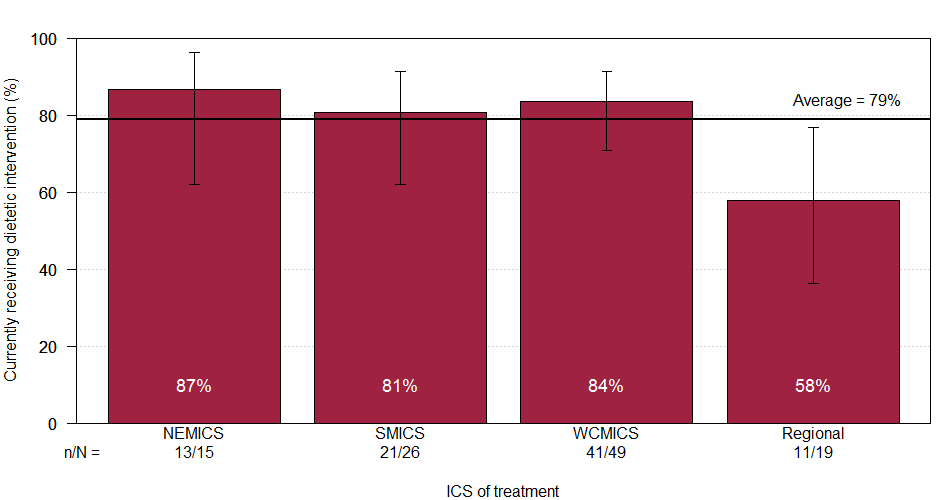 Currently receiving dietetic intervention (%)
100
80
60
40
20
0
Average = 79%
87%
81%
84%
58%
NEMICS
SMICS
WCMICS
Regional
n/N =
13/15
21/26
41/49
11/19
ICS of treatment